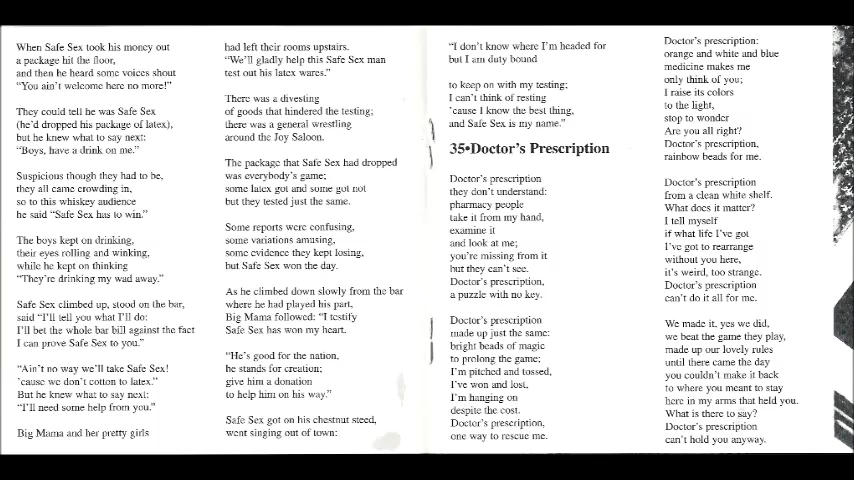 When Safe Sex took his money out
a package hit the floor,
and then he heard some voices shout
“You ain’t welcome here no more!”
They could tell he was Safe Sex
(he’d dropped his package of latex),
but he knew what to say next:
“Boys, have a drink on me.”
Suspicious though they had to be,
they all came crowding in,
so to this whiskey audience
he said “Safe Sex has to win.”
The boys kept on drinking,
their eyes rolling and winking,
while he kept on thinking
“They’re drinking my wad away.”
Safe Sex climbed up, stood on the bar,
said “I’ll tell you what I’ll do:
I’ll bet the whole bar bill against the fact
I can prove Safe Sex to you.”
“Ain’t no way we’ll take Safe Sex!
’cause we don’t cotton to latex.”
But he knew what to say next:
“I’ll need some help from you.”
Big Mama and her pretty girls
had left their rooms upstairs.
“We’ll gladly help this Safe Sex man
test out his latex wares.”
There was a divesting
of goods that hindered the testing;
there was a general wrestling
around the Joy Saloon.
The package that Safe Sex had dropped
was everybody’s game;
some latex got and some got not
but they tested just the same.
Some reports were confusing,
some variations amusing,
some evidence they kept losing,
but Safe Sex won the day.
As he climbed down slowly from the bar
where he had played his part,
Big Mama followed: “I testify
Safe Sex has won my heart.
“He’s good for the nation,
he stands for creation;
give him a donation
to help him on his way.”
Safe Sex got on his chestnut steed,
went singing out of town:
“I don’t know where I’m headed for
but I am duty bound
to keep on with my testing;
I can’t think of resting
’cause I know the best thing,
and Safe Sex is my name.”
35•Doctor’s Prescription
Doctor’s prescription
they don’t understand:
pharmacy people
take it from my hand,
examine it
and look at me;
you’re missing from it
but they can’t see.
Doctor’s prescription,
a puzzle with no key.
Doctor’s prescription
made up just the same:
bright beads of magic
to prolong the game;
I’m pitched and tossed,
I’ve won and lost,
I’m hanging on
despite the cost.
Doctor’s prescription,
one way to rescue me.
Doctor’s prescription:
orange and white and blue
medicine makes me
only think of you;
I raise its colors
to the light,
stop to wonder
Are you all right?
Doctor’s prescription,
rainbow beads for me.
Doctor’s prescription
from a clean white shelf.
What does it matter?
I tell myself
if what life I’ve got
I’ve got to rearrange
without you here,
it’s weird, too strange.
Doctor’s prescription
can’t do it all for me.
We made it, yes we did,
we beat the game they play,
made up our lovely rules
until there came the day
you couldn’t make it back
to where you meant to stay
here in my arms that held you.
What is there to say?
Doctor’s prescription
can’t hold you anyway.